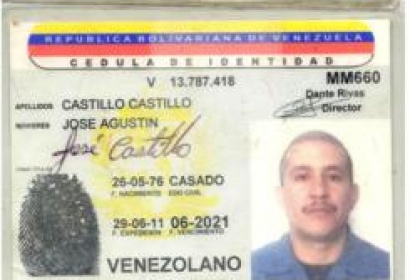 REPUBLICA BOLIVARIANA DE VENEZUELA
CEDULA DE IDENTIDAD
V 13.787.418
MM660
Dante Rivas
Director
APELLIDOS CASTILLO CASTILLO
NOMBRES JOSE AGUSTIN
José Castillo
26-05-76 CASADO
F. NACIMIENTO EDO CIVIL
29-06-11 06-2021
F. EXPEDICION F. VENCIMIENTO
VENEZOLANO